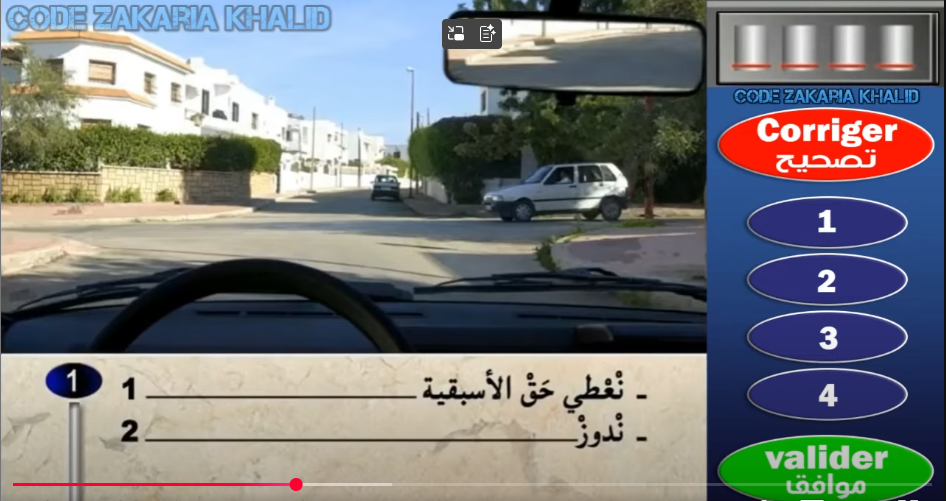 CODE ZAKARIA KHALID
CODE ZAKARIA KHALID
Corriger
تصحيح
1
2
3
4
1
- نْعْطي حَقْ الأسبقية 1
- نْدوزْ 2
valider
موافق